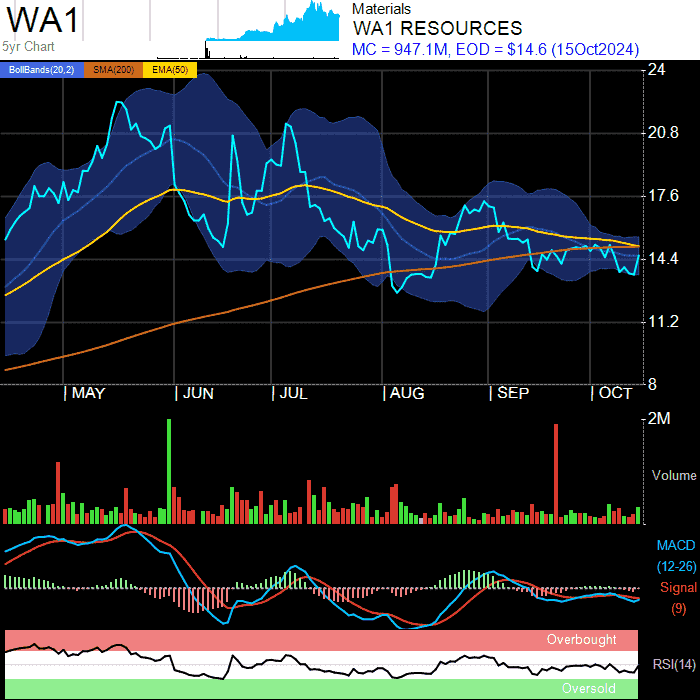 WA1
5yr Chart
Materials
WA1 RESOURCES
MC = 947.1M, EOD = $14.6 (15Oct2024)
BollBands(20,2) SMA(200) EMA(50)
24
20.8
17.6
14.4
11.2
8
MAY JUN JUL AUG SEP OCT
2M
Volume
MACD
(12-26)
Signal
(9)
Overbought
RSI(14)
Oversold